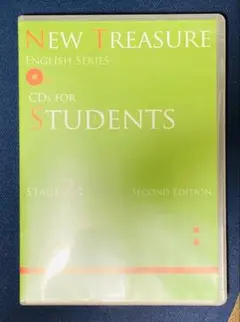 NEW TREASURE
ENGLISH SERIES
CDS FOR
STUDENTS
STAGE
SECOND EDITION